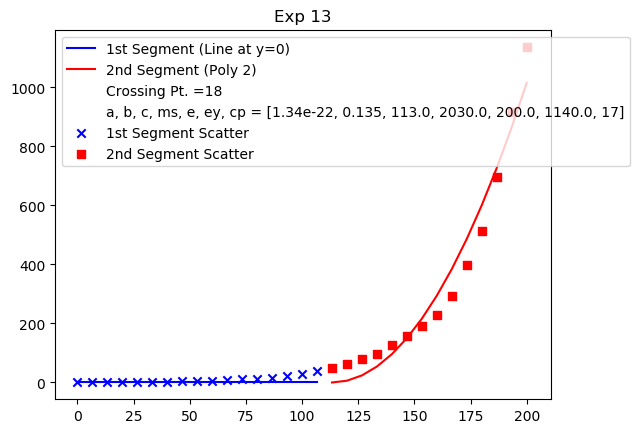 Exp 13
1st Segment (Line at y=0)
2nd Segment (Poly 2)
Crossing Pt. =18
a, b, c, ms, e, ey, cp = [1.34e-22, 0.135, 113.0, 2030.0, 200.0, 1140.0, 17]
1st Segment Scatter
2nd Segment Scatter
1000
800
600
400
200
0
0 25 50 75 100 125 150 175 200